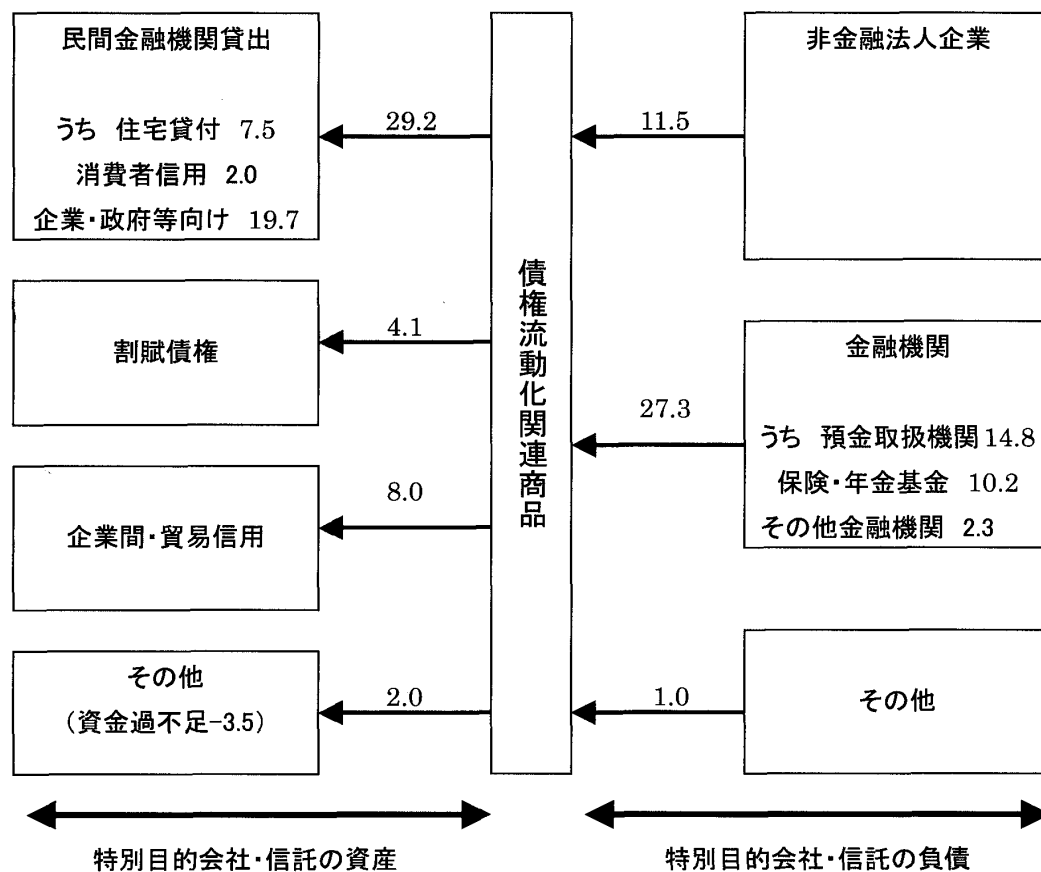 民間金融機関貸出
うち 住宅貸付 7.5
消費者信用 2.0
企業・政府等向け 19.7
29.2
割賦債権
4.1
企業間・貿易信用
8.0
その他
(資金過不足-3.5)
2.0
債権流動化関連商品
非金融法人企業
11.5
金融機関
うち 預金取扱機関 14.8
保険・年金基金 10.2
その他金融機関 2.3
27.3
その他
1.0
特別目的会社・信託の資産
特別目的会社・信託の負債